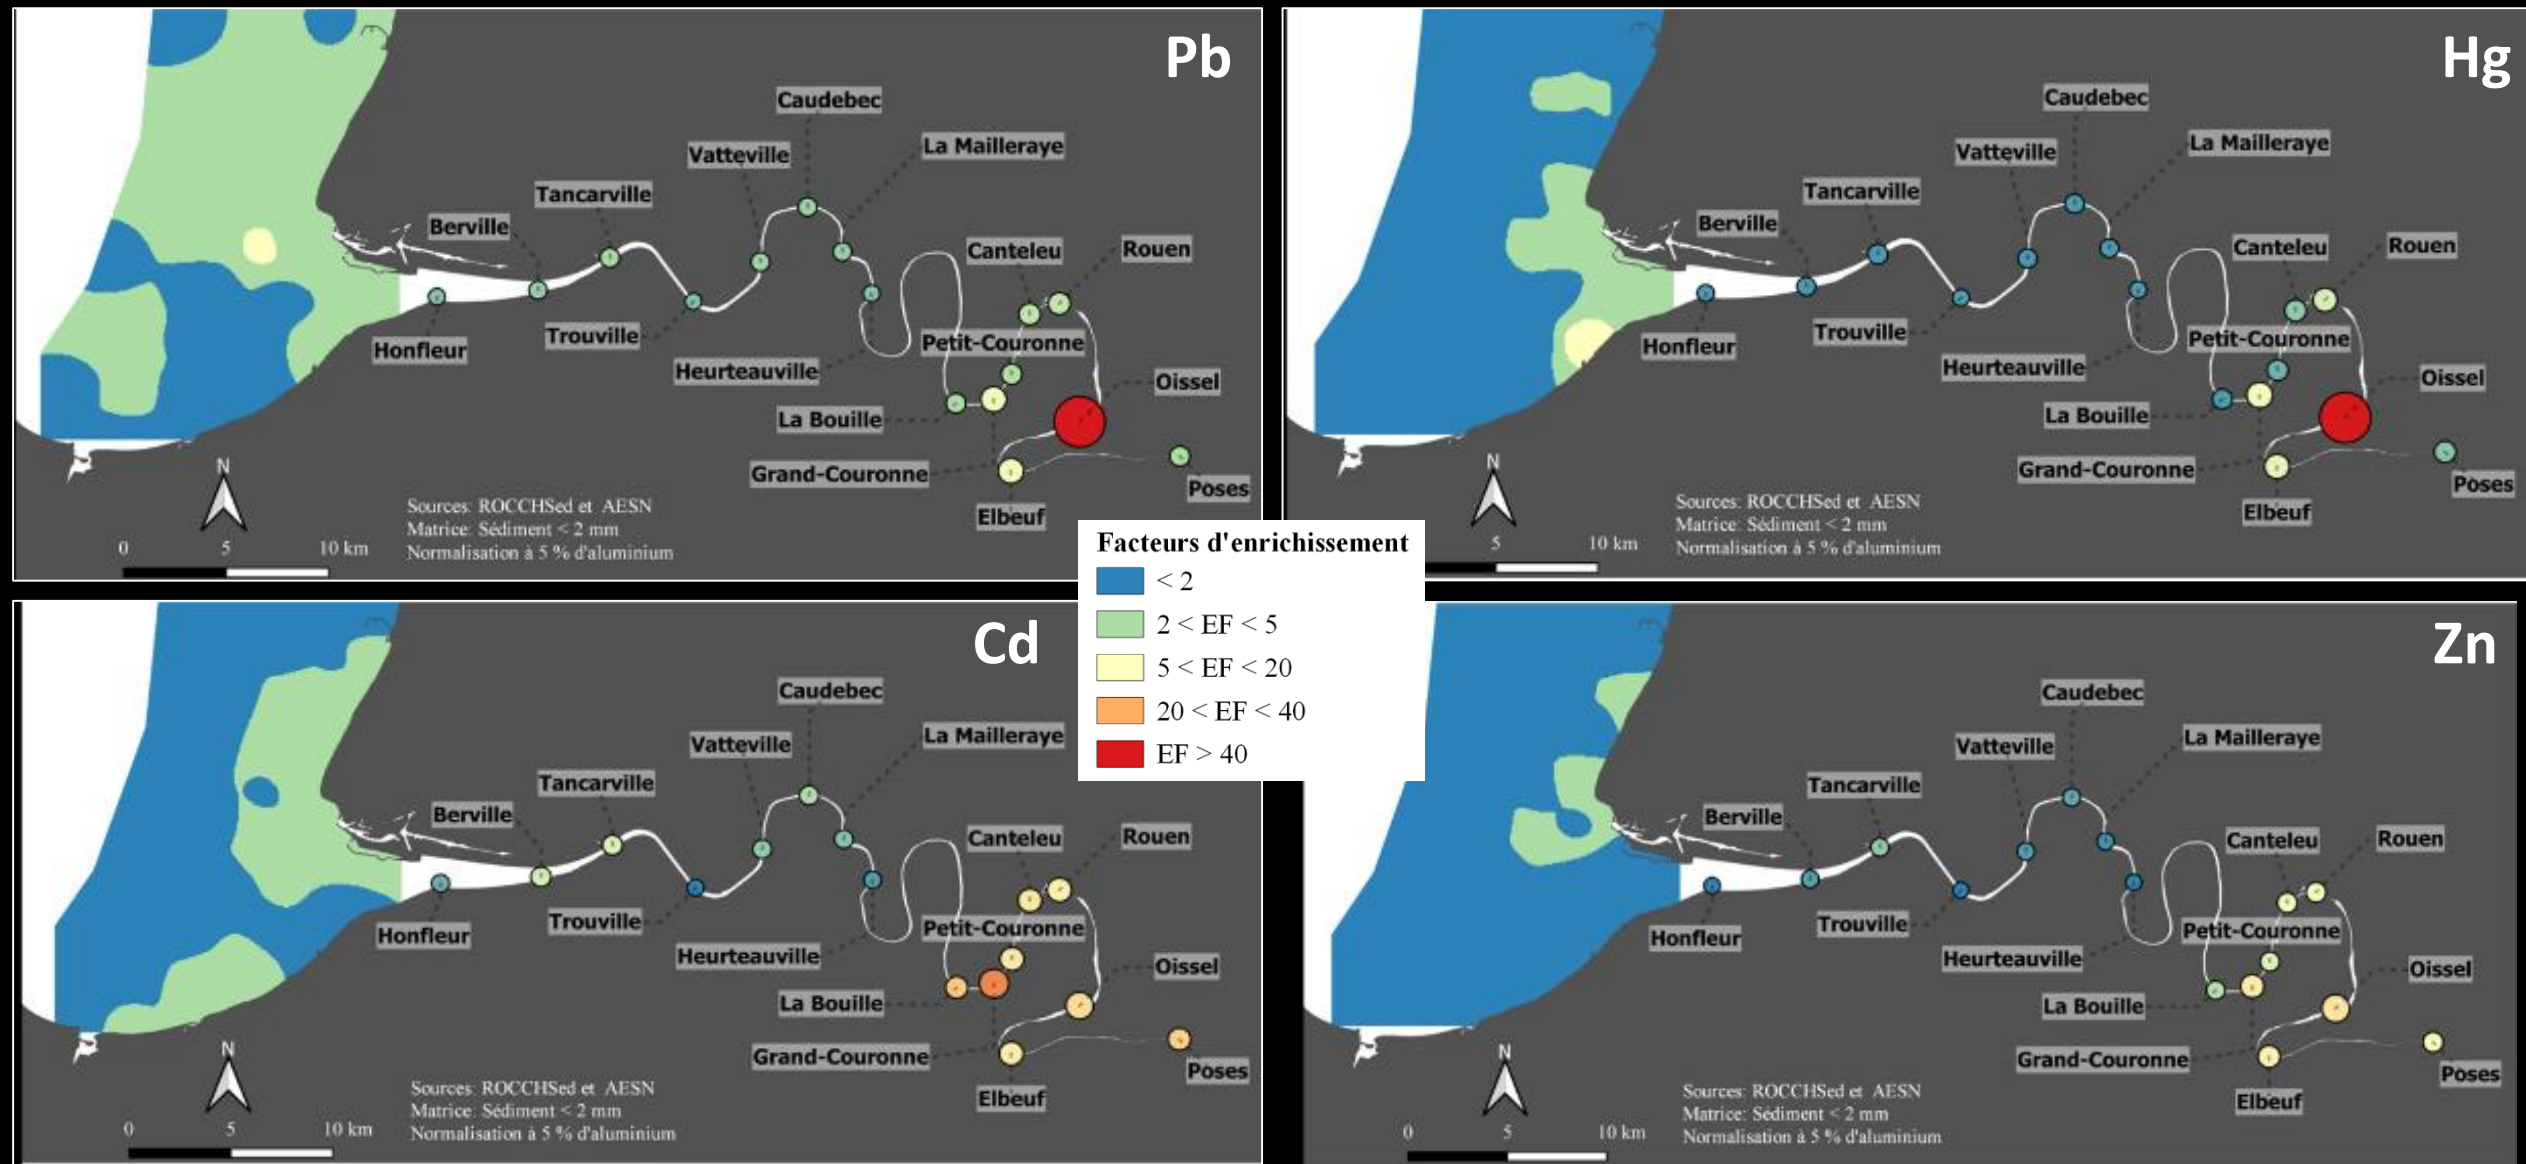 Pb
Caudebec
La Mailleraye
Vatteville
Tancarville
Berville
Canteleu
Rouen
Honfleur
Trouville
Petit-Couronne
Heurteauville
Oissel
La Bouille
Grand-Couronne
Elbeuf
Poses
N
Sources: ROCCHSed et AESN
Matrice: Sédiment < 2 mm
Normalisation à 5 % d'aluminium
0 5 10 km
Hg
Caudebec
La Mailleraye
Vatteville
Tancarville
Berville
Canteleu
Rouen
Honfleur
Trouville
Petit-Couronne
Heurteauville
Oissel
La Bouille
Grand-Couronne
Elbeuf
Poses
N
Sources: ROCCHSed et AESN
Matrice: Sédiment < 2 mm
Normalisation à 5 % d'aluminium
5 10 km
Facteurs d'enrichissement
< 2
2 < EF < 5
5 < EF < 20
20 < EF < 40
EF > 40
Cd
Caudebec
La Mailleraye
Vatteville
Tancarville
Berville
Canteleu
Rouen
Honfleur
Trouville
Petit-Couronne
Heurteauville
Oissel
La Bouille
Grand-Couronne
Elbeuf
Poses
N
Sources: ROCCHSed et AESN
Matrice: Sédiment < 2 mm
Normalisation à 5 % d'aluminium
0 5 10 km
Zn
Caudebec
La Mailleraye
Vatteville
Tancarville
Berville
Canteleu
Rouen
Honfleur
Trouville
Petit-Couronne
Heurteauville
Oissel
La Bouille
Grand-Couronne
Elbeuf
Poses
N
Sources: ROCCHSed et AESN
Matrice: Sédiment < 2 mm
Normalisation à 5 % d'aluminium
0 5 10 km